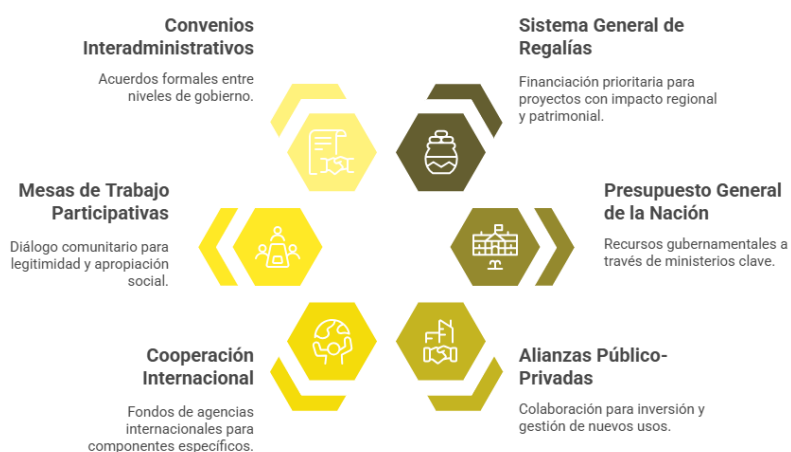 Convenios
Interadministrativos
Acuerdos formales entre
niveles de gobierno.
Sistema General de
Regalías
Financiación prioritaria para
proyectos con impacto regional
y patrimonial.
Mesas de Trabajo
Participativas
Diálogo comunitario para
legitimidad y apropiación
social.
Presupuesto General
de la Nación
Recursos gubernamentales a
través de ministerios clave.
Cooperación
Internacional
Fondos de agencias
internacionales para
componentes específicos.
Alianzas Público-
Privadas
Colaboración para inversión y
gestión de nuevos usos.